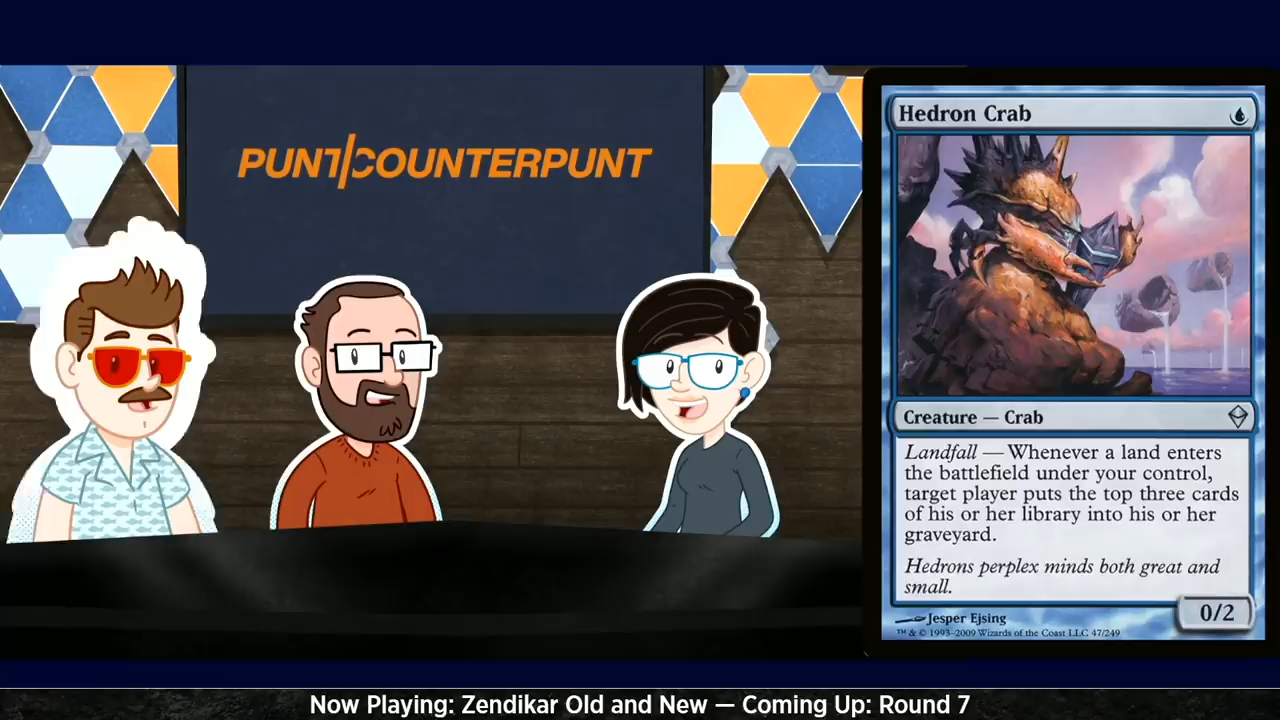 PUNT/COUNTERPUNT
Hedron Crab
Creature — Crab
Landfall — Whenever a land enters
the battlefield under your control,
target player puts the top three cards
of his or her library into his or her
graveyard.
Hedrons perplex minds both great and
small.
0/2
Jesper Ejsing
™ & © 1993–2009 Wizards of the Coast LLC 47/249
Now Playing: Zendikar Old and New — Coming Up: Round 7